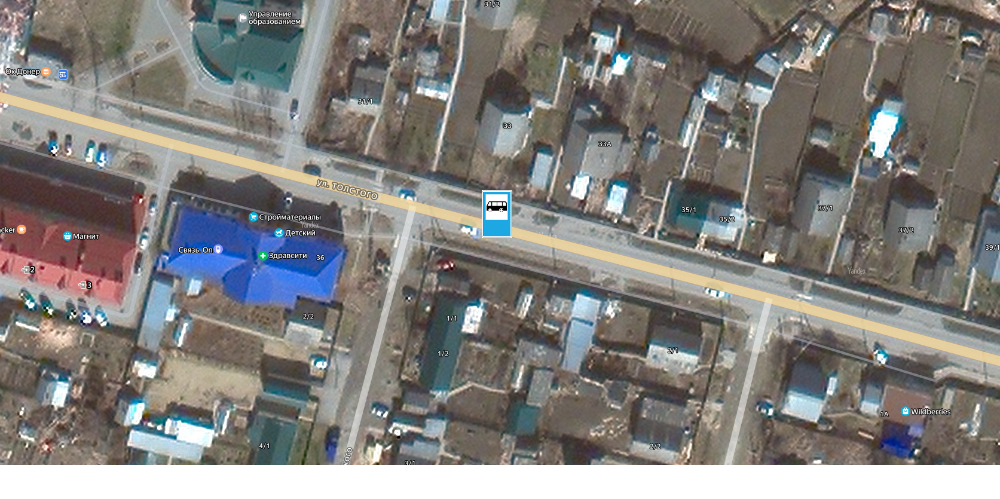 31/2
Управление
образованием
Ок Донер
31/1
33
33А
ул. ТОЛСТОГО
35/1
35/2
37/1
37/2
39/1
Стройматериалы
Yandex
Детский
Yandex
cker
Магнит
Связь. On
Здравсити
36
2
3
Yandex
2/2
1/1
1/2
2/1
1А
Wildberries
4/1
2/2
кого
3/1